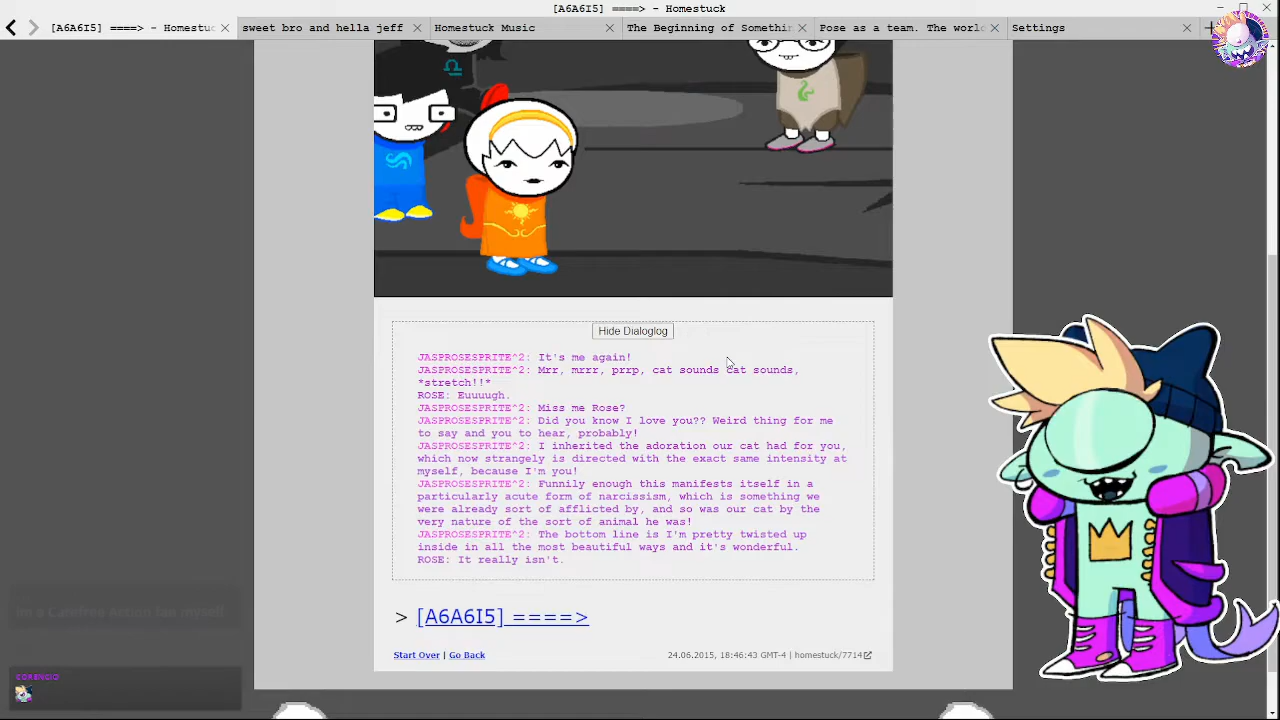 [A6A6I5] ====> - Homestuck
[A6A6I5] ====> - Homestuc
sweet bro and hella jeff
Homestuck Music
The Beginning of Somethin
Pose as a team. The worl
Settings
Hide Dialoglog
JASPROSESPRITE^2: It's me again!
JASPROSESPRITE^2: Mrr, mrrr, prrp, cat sounds cat sounds,
*stretch!!*
ROSE: Euuuugh.
JASPROSESPRITE^2: Miss me Rose?
JASPROSESPRITE^2: Did you know I love you?? Weird thing for me
to say and you to hear, probably!
JASPROSESPRITE^2: I inherited the adoration our cat had for you,
which now strangely is directed with the exact same intensity at
myself, because I'm you!
JASPROSESPRITE^2: Funnily enough this manifests itself in a
particularly acute form of narcissism, which is something we
were already sort of afflicted by, and so was our cat by the
very nature of the sort of animal he was!
JASPROSESPRITE^2: The bottom line is I'm pretty twisted up
inside in all the most beautiful ways and it's wonderful.
ROSE: It really isn't.
> [A6A6I5] ====>
Start Over | Go Back
24.06.2015, 18:46:43 GMT-4 | homestuck/7714
im a Carefree Action fan myself